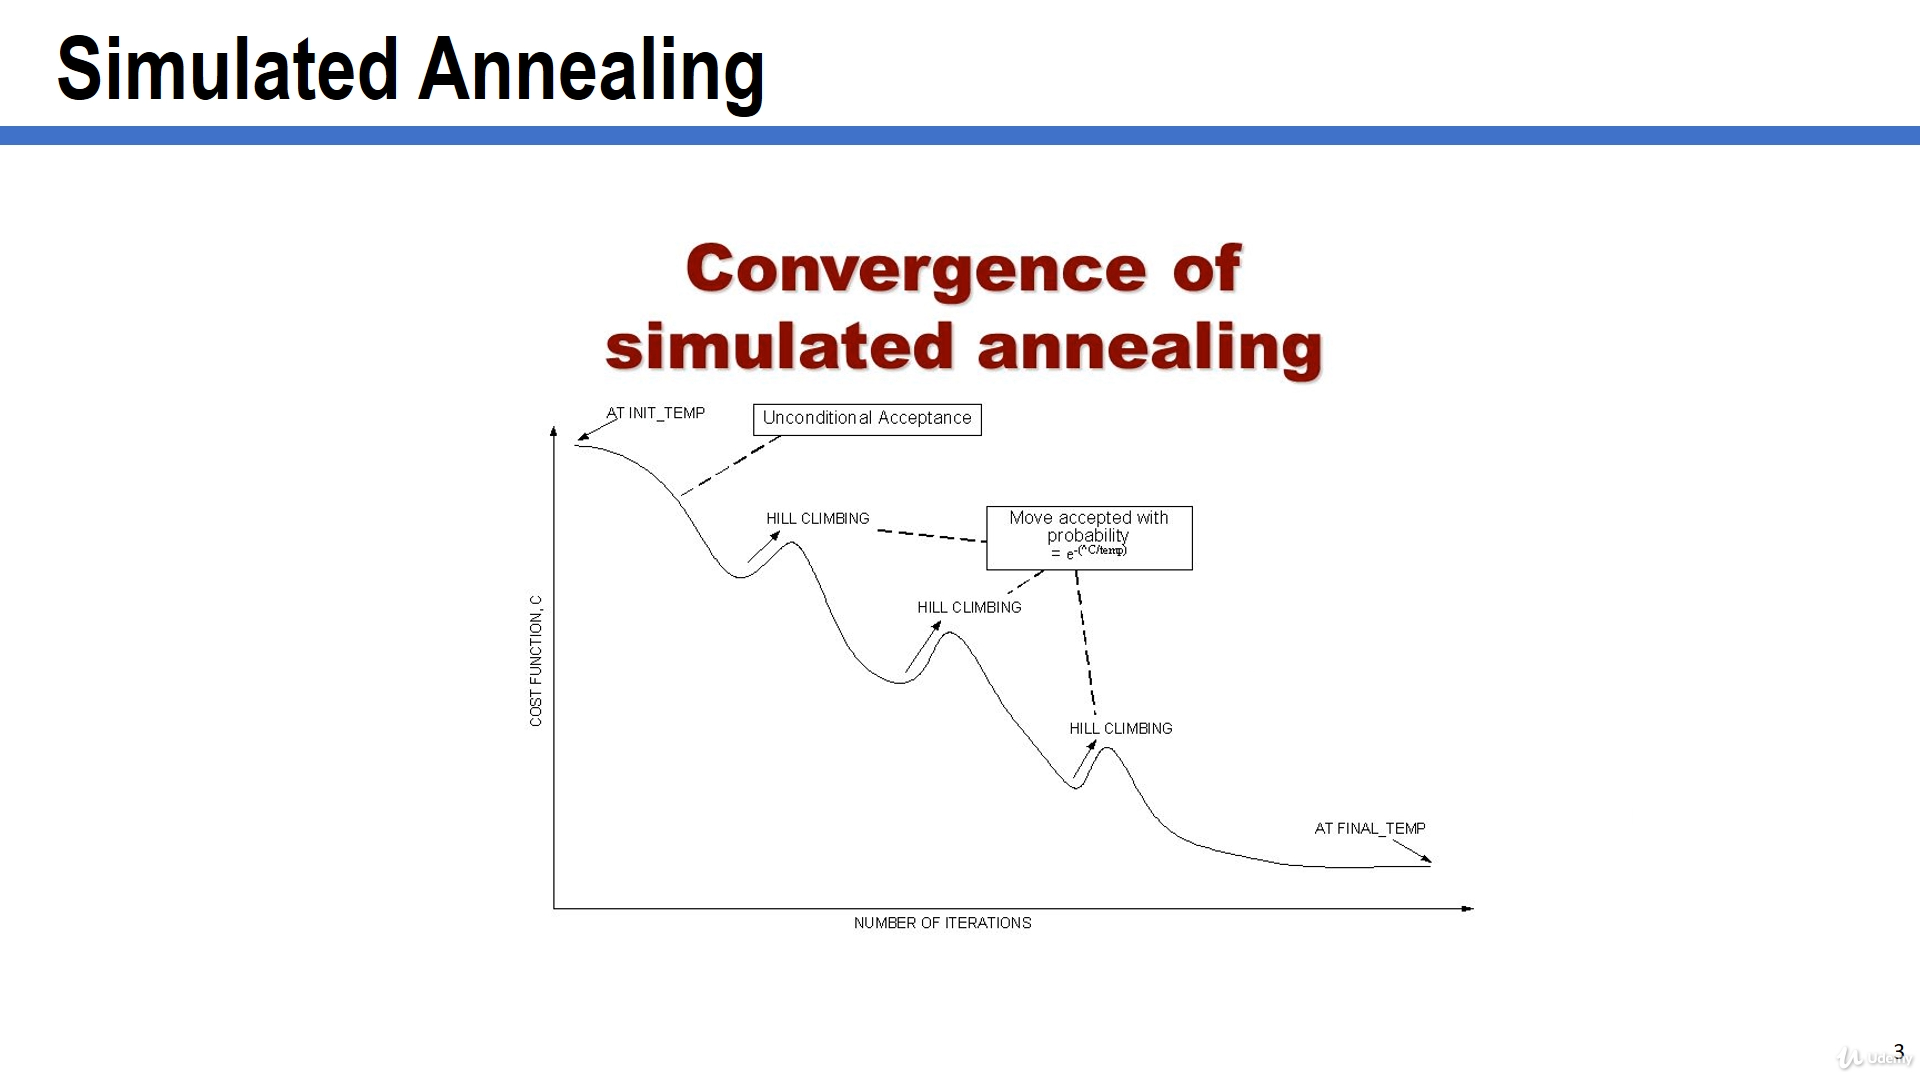 Simulated Annealing
Convergence of
simulated annealing
AT INIT_TEMP
Unconditional Acceptance
HILL CLIMBING
Move accepted with
probability
= e-(^C/temp)
HILL CLIMBING
HILL CLIMBING
COST FUNCTION, C
AT FINAL_TEMP
NUMBER OF ITERATIONS
3
Udemy